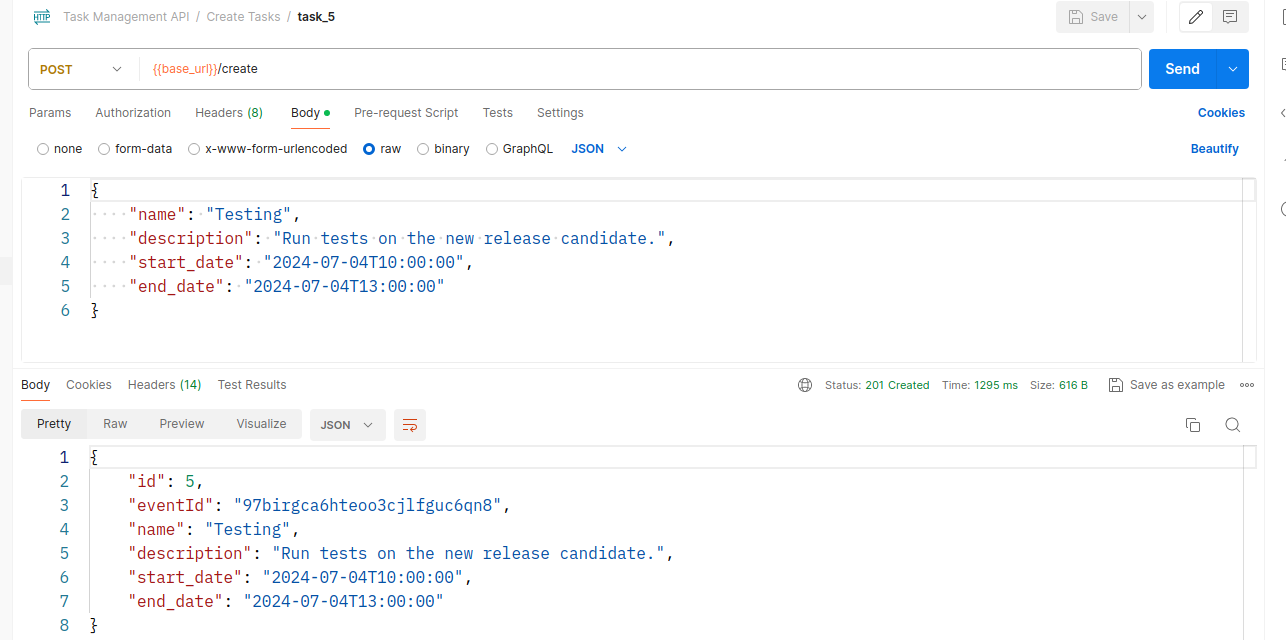 HTTP Task Management API / Create Tasks / task_5 Save
POST {{base_url}}/create Send
Params Authorization Headers (8) Body Pre-request Script Tests Settings Cookies
none form-data x-www-form-urlencoded raw binary GraphQL JSON Beautify
1 {
2 ····"name":·"Testing",
3 ····"description":·"Run·tests·on·the·new·release·candidate.",
4 ····"start_date":·"2024-07-04T10:00:00",
5 ····"end_date":·"2024-07-04T13:00:00"
6 }
Body Cookies Headers (14) Test Results Status: 201 Created Time: 1295 ms Size: 616 B Save as example
Pretty Raw Preview Visualize JSON
1 {
2 "id": 5,
3 "eventId": "97birgca6hteoo3cjlfguc6qn8",
4 "name": "Testing",
5 "description": "Run tests on the new release candidate.",
6 "start_date": "2024-07-04T10:00:00",
7 "end_date": "2024-07-04T13:00:00"
8 }